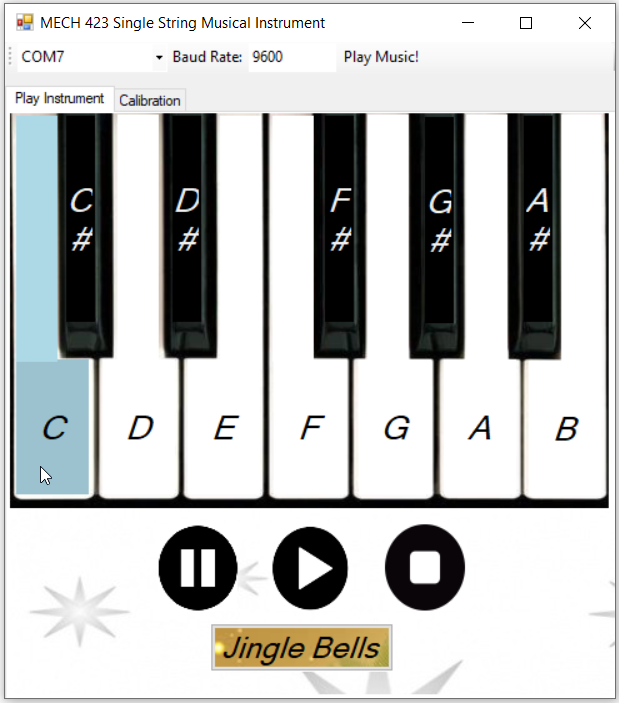 MECH 423 Single String Musical Instrument
COM7 Baud Rate: 9600 Play Music!
Play Instrument Calibration
C D F G A
# # # # #
C D E F G A B
Jingle Bells